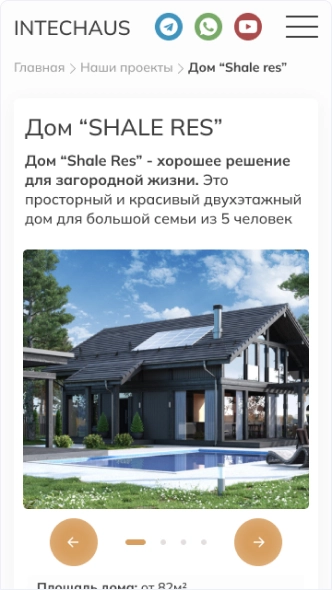 INTECHAUS
Главная > Наши проекты > Дом “Shale res”
Дом “SHALE RES”
Дом “Shale Res” - хорошее решение
для загородной жизни. Это
просторный и красивый двухэтажный
дом для большой семьи из 5 человек
Площадь дома: от 82м²